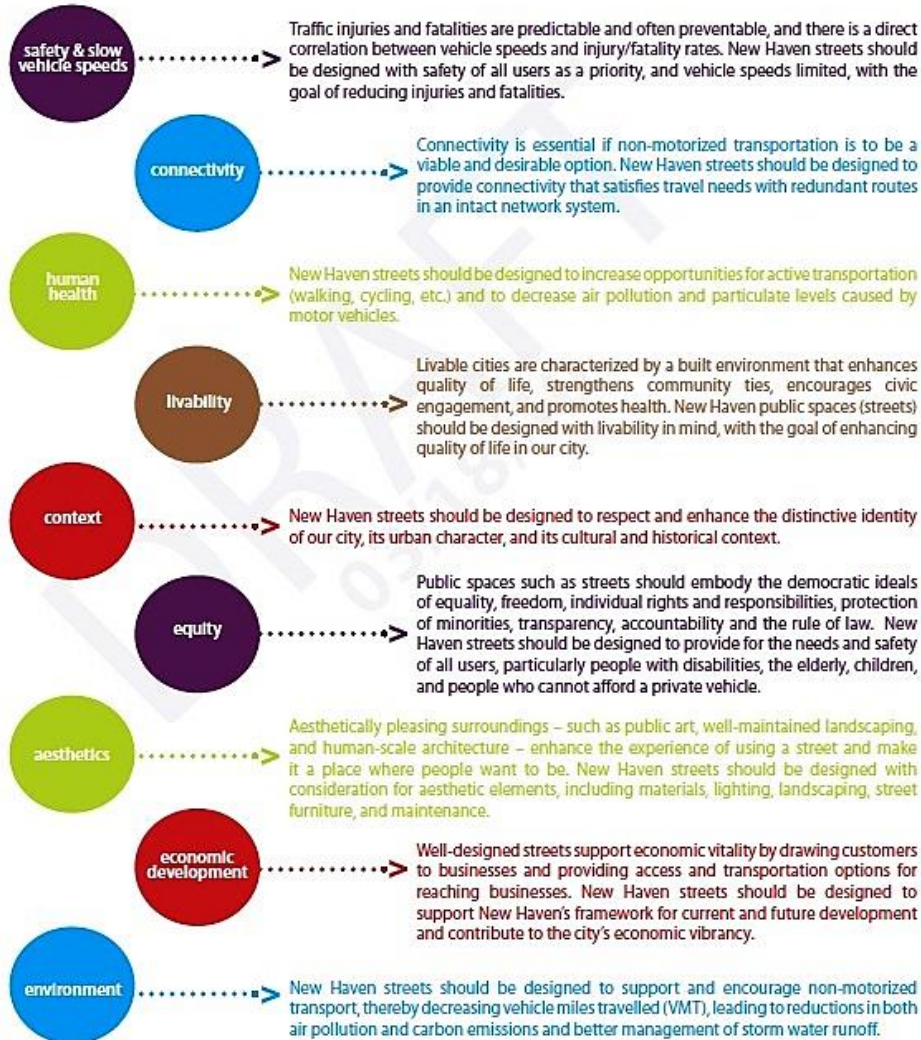 safety & slow
vehicle speeds
Traffic injuries and fatalities are predictable and often preventable, and there is a direct
correlation between vehicle speeds and injury/fatality rates. New Haven streets should
be designed with safety of all users as a priority, and vehicle speeds limited, with the
goal of reducing injuries and fatalities.
connectivity
Connectivity is essential if non-motorized transportation is to be a
viable and desirable option. New Haven streets should be designed to
provide connectivity that satisfies travel needs with redundant routes
in an intact network system.
human
health
New Haven streets should be designed to increase opportunities for active transportation
(walking, cycling, etc.) and to decrease air pollution and particulate levels caused by
motor vehicles.
livability
Livable cities are characterized by a built environment that enhances
quality of life, strengthens community ties, encourages civic
engagement, and promotes health. New Haven public spaces (streets)
should be designed with livability in mind, with the goal of enhancing
quality of life in our city.
context
New Haven streets should be designed to respect and enhance the distinctive identity
of our city, its urban character, and its cultural and historical context.
equity
Public spaces such as streets should embody the democratic ideals
of equality, freedom, individual rights and responsibilities, protection
of minorities, transparency, accountability and the rule of law. New
Haven streets should be designed to provide for the needs and safety
of all users, particularly people with disabilities, the elderly, children,
and people who cannot afford a private vehicle.
aesthetics
Aesthetically pleasing surroundings – such as public art, well-maintained landscaping,
and human-scale architecture – enhance the experience of using a street and make
it a place where people want to be. New Haven streets should be designed with
consideration for aesthetic elements, including materials, lighting, landscaping, street
furniture, and maintenance.
economic
development
Well-designed streets support economic vitality by drawing customers
to businesses and providing access and transportation options for
reaching businesses. New Haven streets should be designed to
support New Haven's framework for current and future development
and contribute to the city's economic vibrancy.
environment
New Haven streets should be designed to support and encourage non-motorized
transport, thereby decreasing vehicle miles travelled (VMT), leading to reductions in both
air pollution and carbon emissions and better management of storm water runoff.
DRAFT